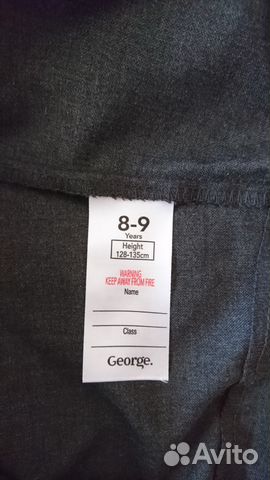 8-9
Years
Height
128-135cm
WARNING
KEEP AWAY FROM FIRE
Name
Class
George.
Avito